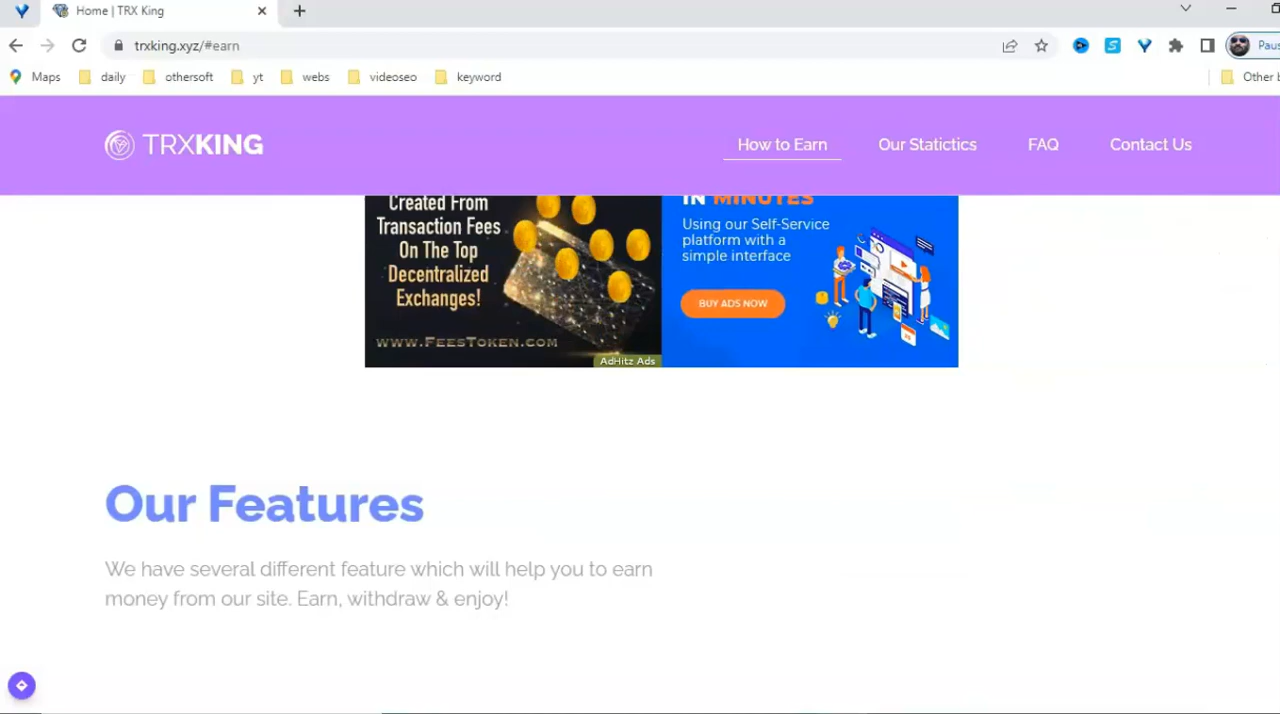 Home | TRX King
trxking.xyz/#earn
Paus
Maps
daily
othersoft
yt
webs
videoseo
keyword
Other b
TRXKING
How to Earn
Our Statictics
FAQ
Contact Us
Created From
Transaction Fees
On The Top
Decentralized
Exchanges!
www.FeesToken.com
AdHitz Ads
IN MINUTES
Using our Self-Service
platform with a
simple interface
BUY ADS NOW
Our Features
We have several different feature which will help you to earn
money from our site. Earn, withdraw & enjoy!